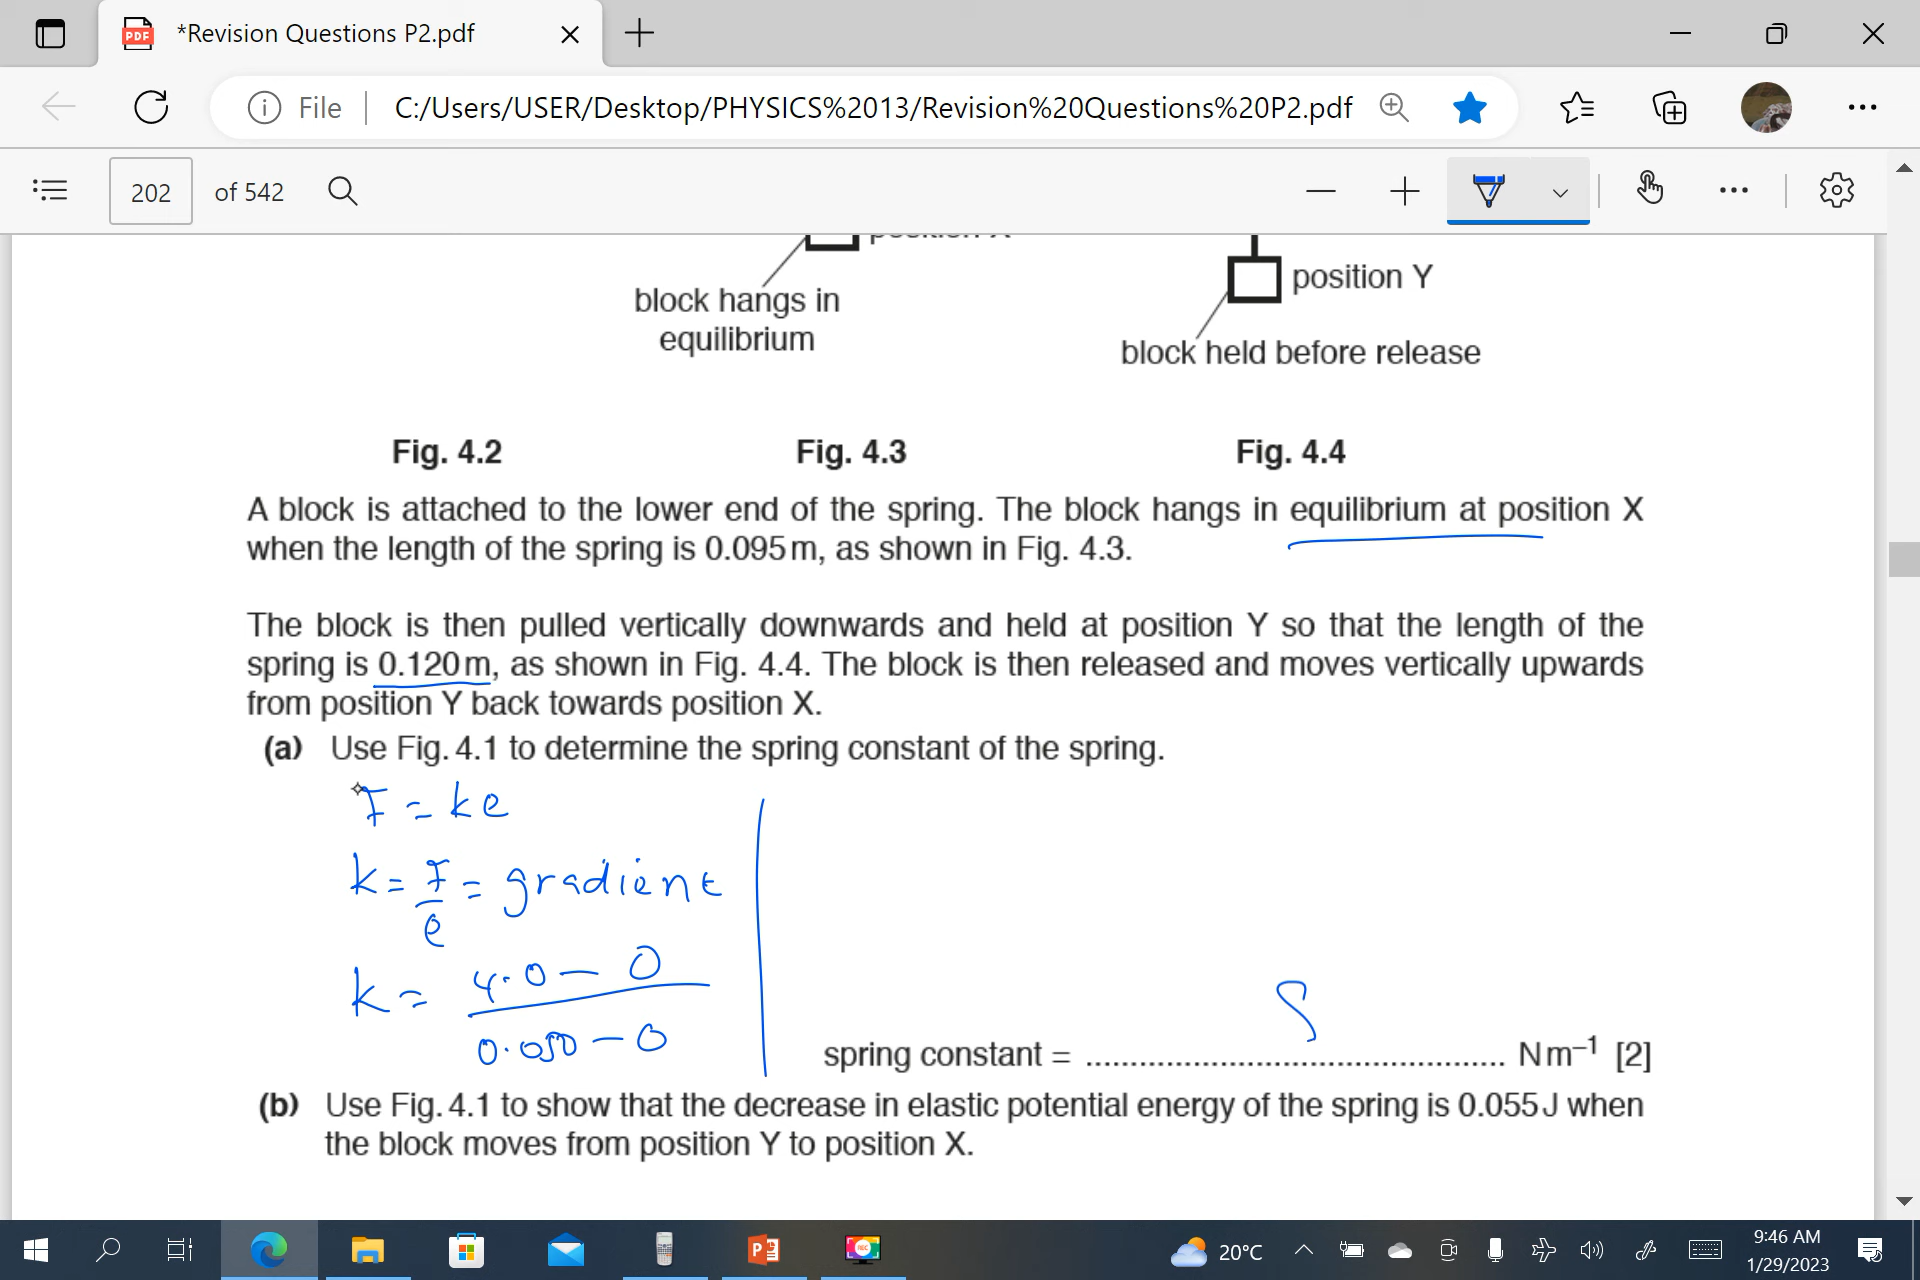 *Revision Questions P2.pdf
File
C:/Users/USER/Desktop/PHYSICS%2013/Revision%20Questions%20P2.pdf
202 of 542
block hangs in
equilibrium
position Y
block held before release
Fig. 4.2 Fig. 4.3 Fig. 4.4
A block is attached to the lower end of the spring. The block hangs in equilibrium at position X
when the length of the spring is 0.095 m, as shown in Fig. 4.3.
The block is then pulled vertically downwards and held at position Y so that the length of the
spring is 0.120 m, as shown in Fig. 4.4. The block is then released and moves vertically upwards
from position Y back towards position X.
(a) Use Fig. 4.1 to determine the spring constant of the spring.
F = ke
k = F/e = gradient
k = 4.0 – 0
0.050 – 0
spring constant = ................................................ N m⁻¹ [2]
(b) Use Fig. 4.1 to show that the decrease in elastic potential energy of the spring is 0.055 J when
the block moves from position Y to position X.
20°C
9:46 AM
1/29/2023